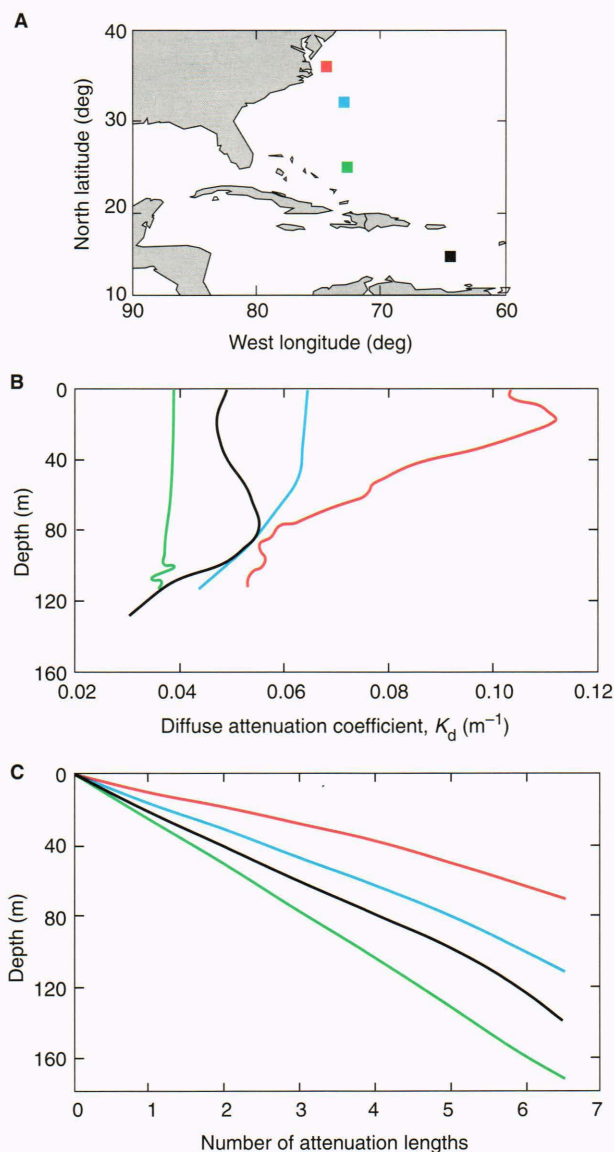 A
North latitude (deg)
40
30
20
10
90 80 70 60
West longitude (deg)
B
Depth (m)
0
40
80
120
160
0.02 0.04 0.06 0.08 0.10 0.12
Diffuse attenuation coefficient, Kd (m−1)
C
Depth (m)
0
40
80
120
160
0 1 2 3 4 5 6 7
Number of attenuation lengths